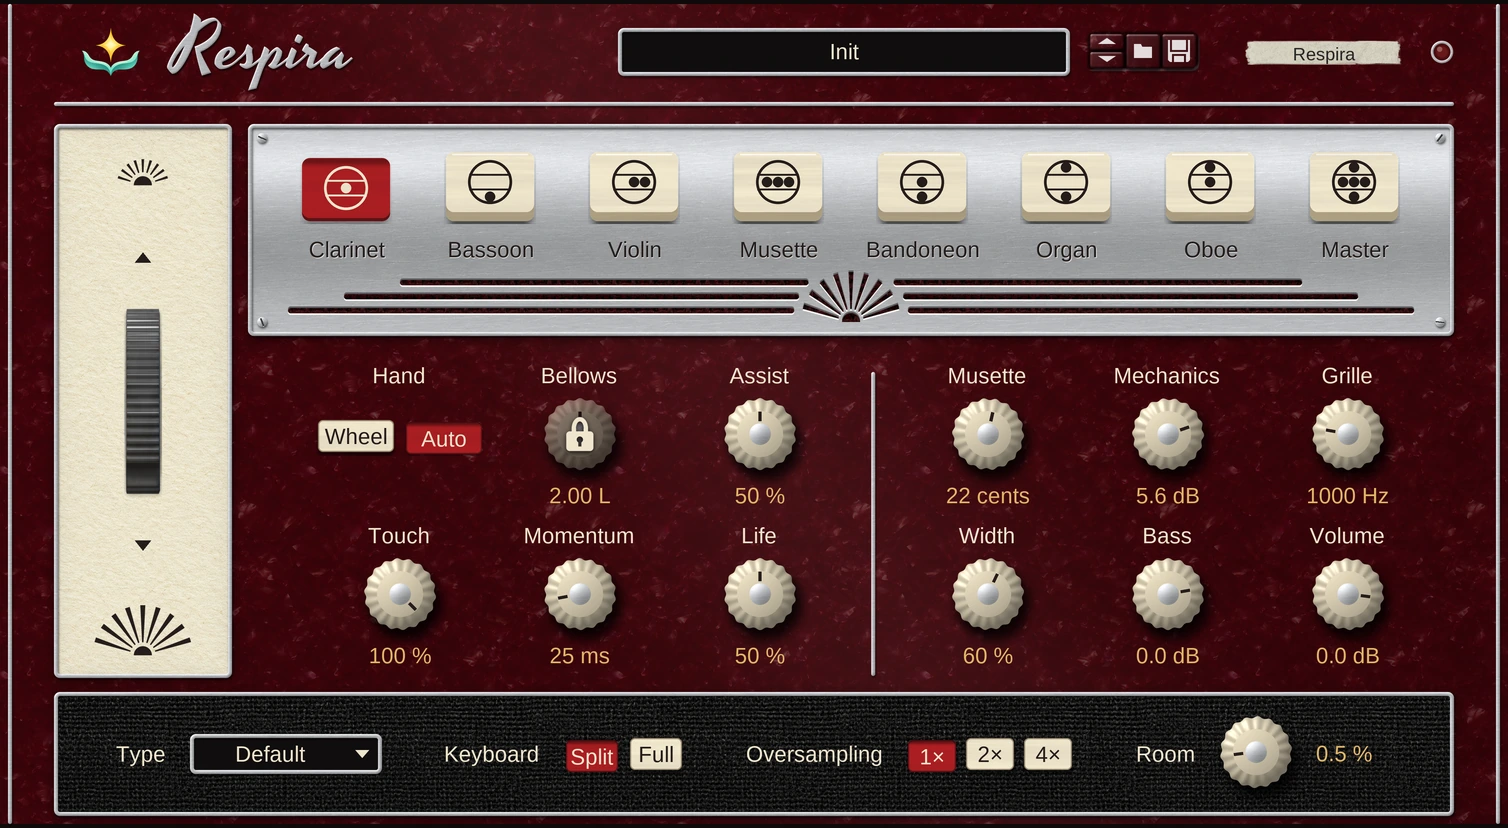 Respira
Init
Respira
Clarinet Bassoon Violin Musette Bandoneon Organ Oboe Master
Hand Bellows Assist Musette Mechanics Grille
Wheel Auto
2.00 L 50 % 22 cents 5.6 dB 1000 Hz
Touch Momentum Life Width Bass Volume
100 % 25 ms 50 % 60 % 0.0 dB 0.0 dB
Type Default Keyboard Split Full Oversampling 1× 2× 4× Room 0.5 %